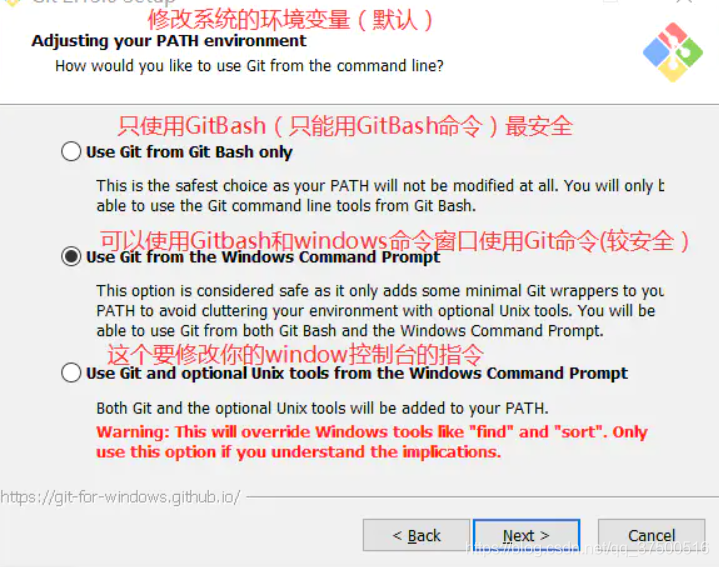 修改系统的环境变量（默认）
Adjusting your PATH environment
How would you like to use Git from the command line?
只使用GitBash（只能用GitBash命令）最安全
Use Git from Git Bash only
This is the safest choice as your PATH will not be modified at all. You will only
able to use the Git command line tools from Git Bash.
可以使用Gitbash和windows命令窗口使用Git命令(较安全）
Use Git from the Windows Command Prompt
This option is considered safe as it only adds some minimal Git wrappers to you
PATH to avoid cluttering your environment with optional Unix tools. You will be
able to use Git from both Git Bash and the Windows Command Prompt.
这个要修改你的window控制台的指令
Use Git and optional Unix tools from the Windows Command Prompt
Both Git and the optional Unix tools will be added to your PATH.
Warning: This will override Windows tools like "find" and "sort". Only
use this option if you understand the implications.
https://git-for-windows.github.io/
< Back
Next >
Cancel
https://blog.csdn.net/qq_37500516